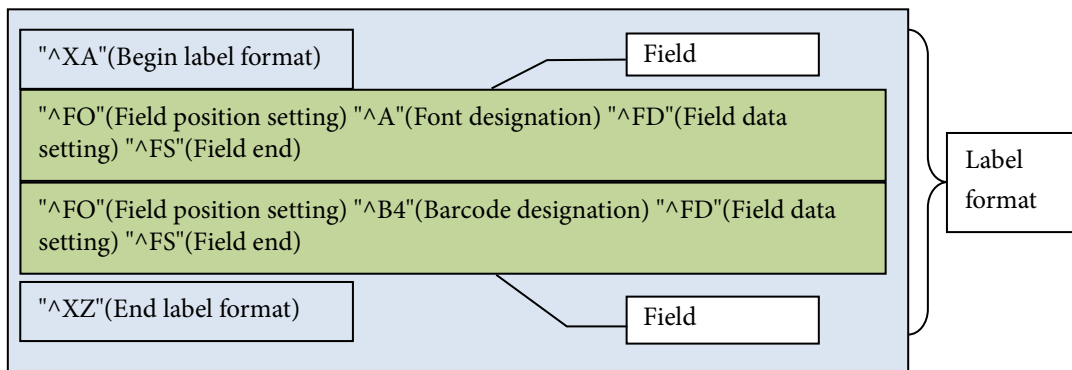 "^XA"(Begin label format)
Field
"^FO"(Field position setting) "^A"(Font designation) "^FD"(Field data
setting) "^FS"(Field end)
Label
format
"^FO"(Field position setting) "^B4"(Barcode designation) "^FD"(Field data
setting) "^FS"(Field end)
"^XZ"(End label format)
Field